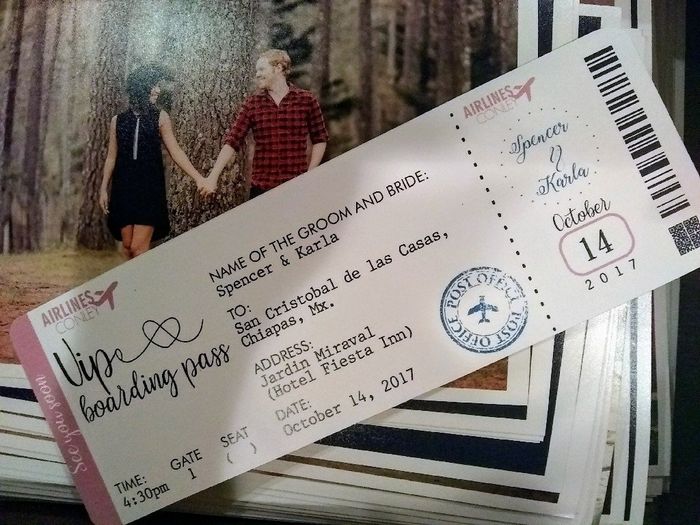 See you soon
AIRLINES
CONLEY
Vip
boarding pass
TIME:
4:30pm
GATE
1
SEAT
( )
NAME OF THE GROOM AND BRIDE:
Spencer & Karla
TO:
San Cristobal de las Casas,
Chiapas, Mx.
ADDRESS:
Jardin Miraval
(Hotel Fiesta Inn)
DATE:
October 14, 2017
POST OFFICE
POST OFFICE
AIRLINES
CONLEY
Spencer
y
Karla
October
14
2017